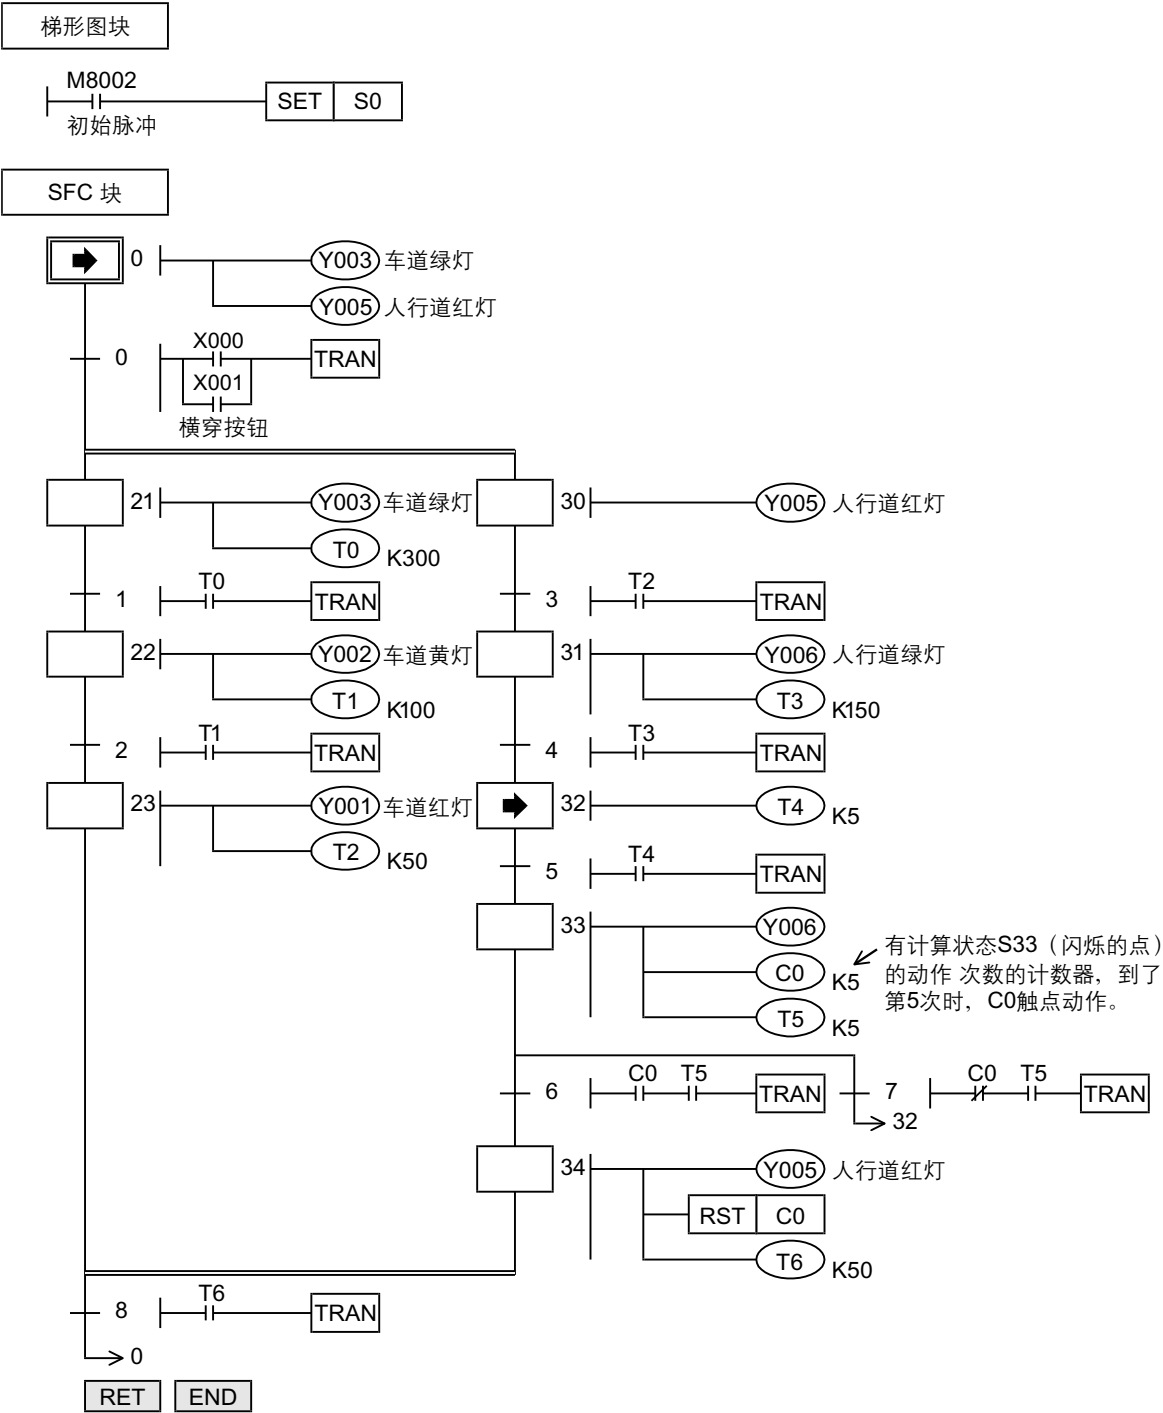 梯形图块
M8002
SET S0
初始脉冲
SFC 块
0 Y003 车道绿灯
Y005 人行道红灯
0 X000 TRAN
X001
横穿按钮
21 Y003 车道绿灯 30 Y005 人行道红灯
T0 K300
1 T0 TRAN 3 T2 TRAN
22 Y002 车道黄灯 31 Y006 人行道绿灯
T1 K100 T3 K150
2 T1 TRAN 4 T3 TRAN
23 Y001 车道红灯 32 T4 K5
T2 K50
5 T4 TRAN
33 Y006
C0 K5
有计算状态S33（闪烁的点）
的动作 次数的计数器，到了
第5次时，C0触点动作。
T5 K5
6 C0 T5 TRAN 7 C0 T5 TRAN
32
34 Y005 人行道红灯
RST C0
T6 K50
8 T6 TRAN
0
RET END